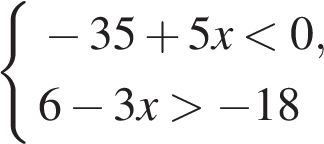 − 35 + 5x < 0,
6 − 3x > −18